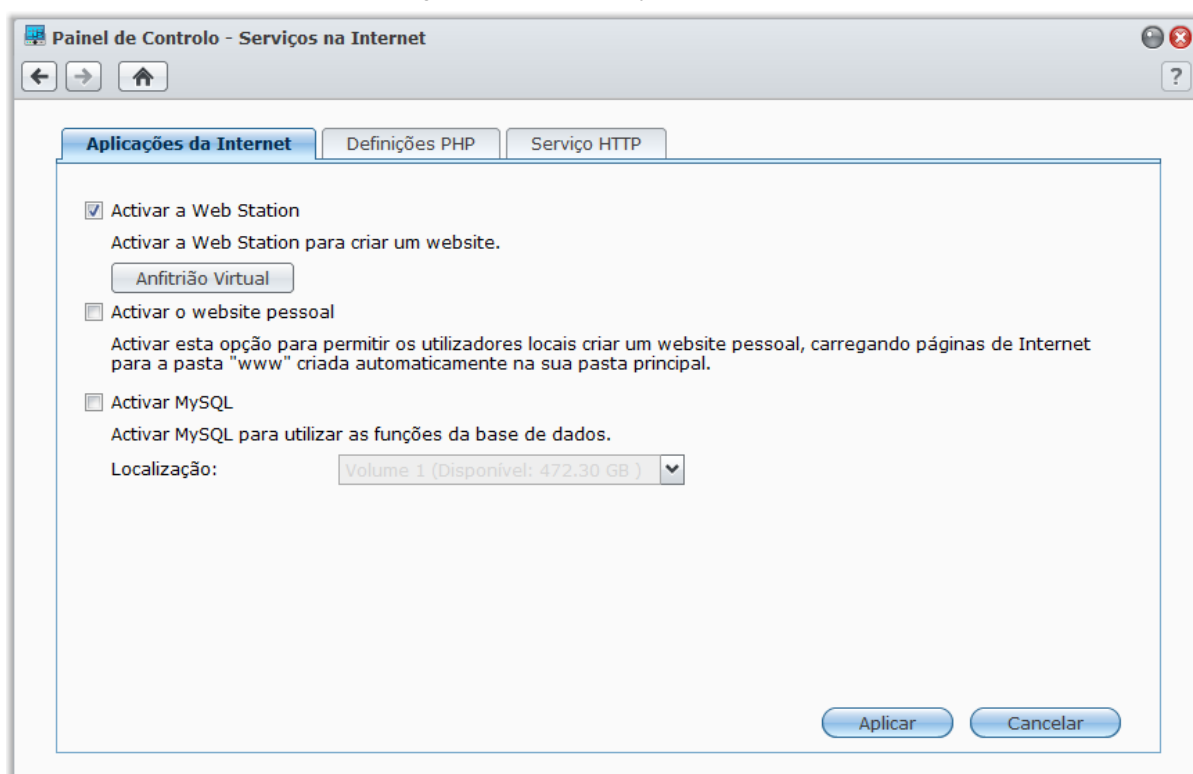 Painel de Controlo - Serviços na Internet
?
Aplicações da Internet Definições PHP Serviço HTTP
Activar a Web Station
Activar a Web Station para criar um website.
Anfitrião Virtual
Activar o website pessoal
Activar esta opção para permitir os utilizadores locais criar um website pessoal, carregando páginas de Internet
para a pasta "www" criada automaticamente na sua pasta principal.
Activar MySQL
Activar MySQL para utilizar as funções da base de dados.
Localização: Volume 1 (Disponível: 472.30 GB )
Aplicar Cancelar